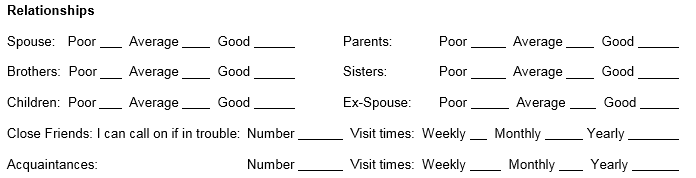 Relationships
Spouse: Poor ___ Average ____ Good ______ Parents: Poor _____ Average ____ Good ______
Brothers: Poor ___ Average ____ Good ______ Sisters: Poor _____ Average ____ Good ______
Children: Poor ___ Average ____ Good ______ Ex-Spouse: Poor _____ Average ____ Good ______
Close Friends: I can call on if in trouble: Number ______ Visit times: Weekly __ Monthly _____ Yearly _______
Acquaintances: Number ______ Visit times: Weekly ____ Monthly ___ Yearly _______